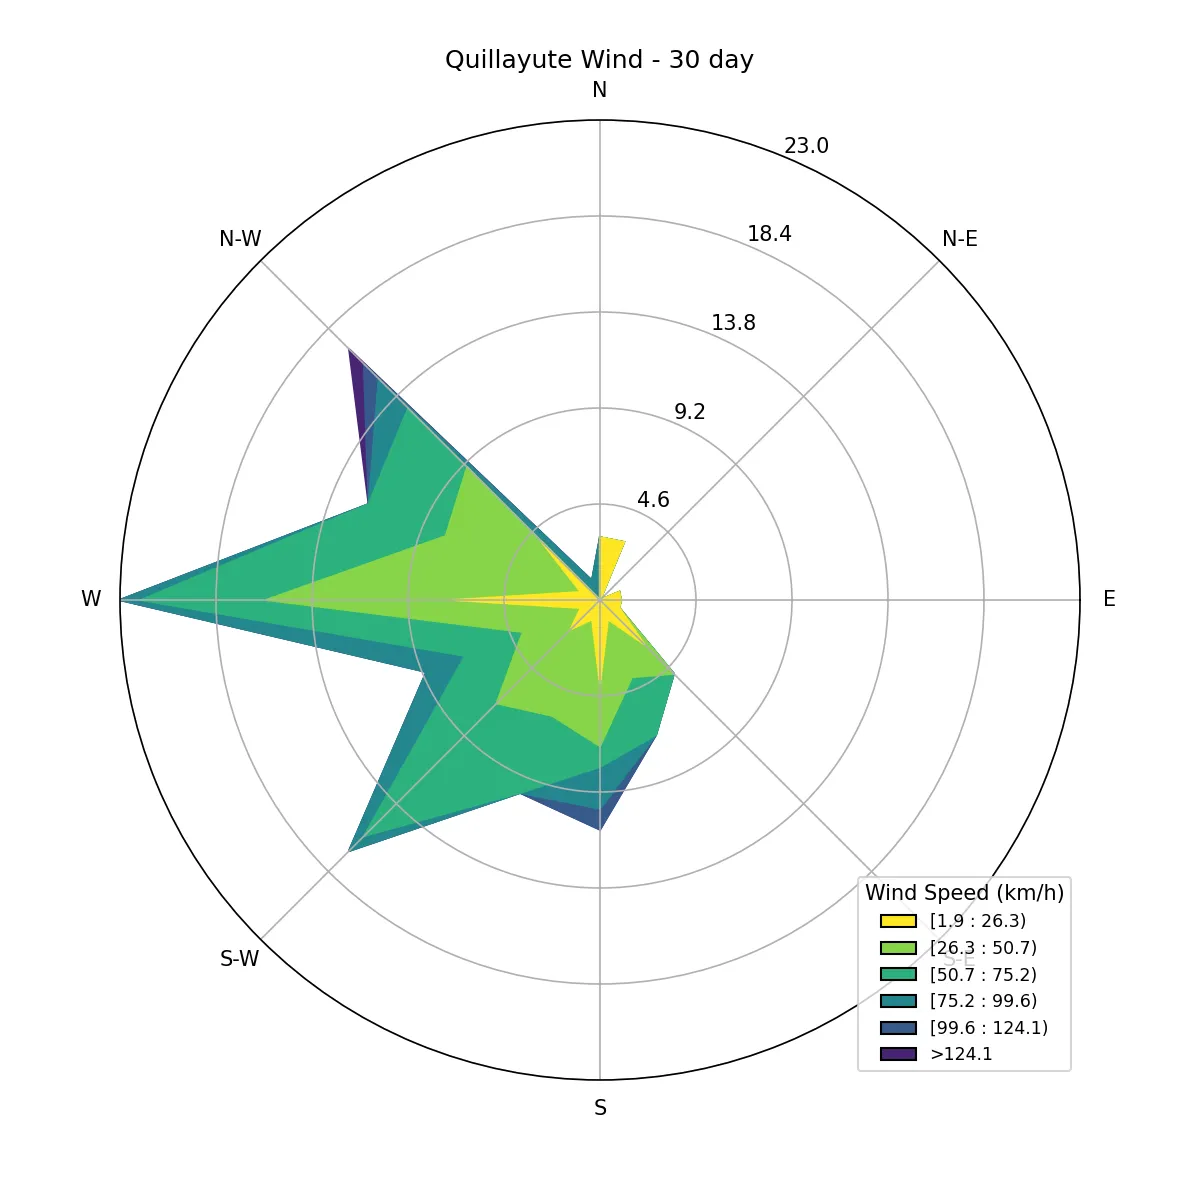 Quillayute Wind - 30 day
N
23.0
18.4
N-W
N-E
13.8
9.2
4.6
W
E
Wind Speed (km/h)
[1.9 : 26.3)
[26.3 : 50.7)
S-W
S-E
[50.7 : 75.2)
[75.2 : 99.6)
[99.6 : 124.1)
>124.1
S